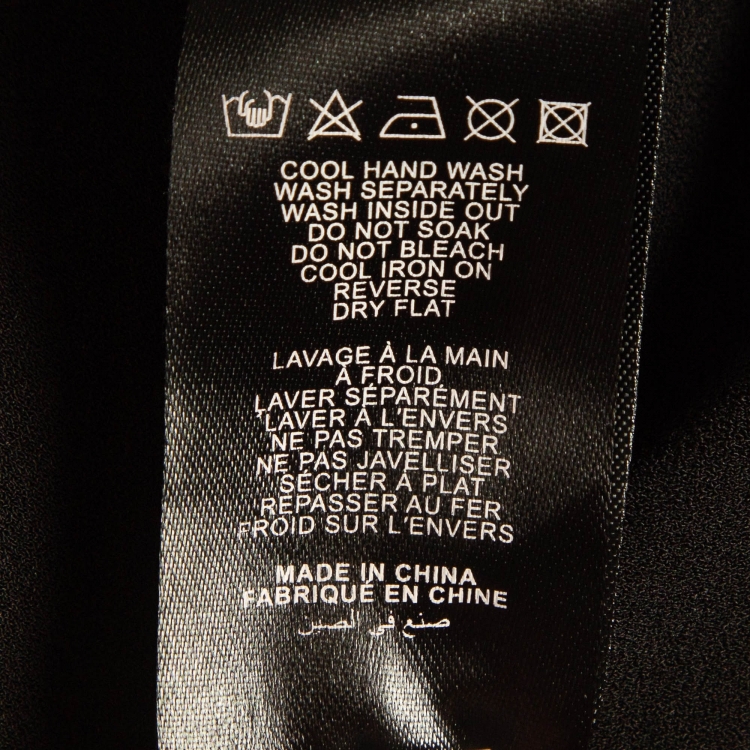 COOL HAND WASH
WASH SEPARATELY
WASH INSIDE OUT
DO NOT SOAK
DO NOT BLEACH
COOL IRON ON
REVERSE
DRY FLAT
LAVAGE À LA MAIN
À FROID
LAVER SÉPARÉMENT
LAVER À L'ENVERS
NE PAS TREMPER
NE PAS JAVELLISER
SÉCHER À PLAT
REPASSER AU FER
FROID SUR L'ENVERS
MADE IN CHINA
FABRIQUÉ EN CHINE
صنع في